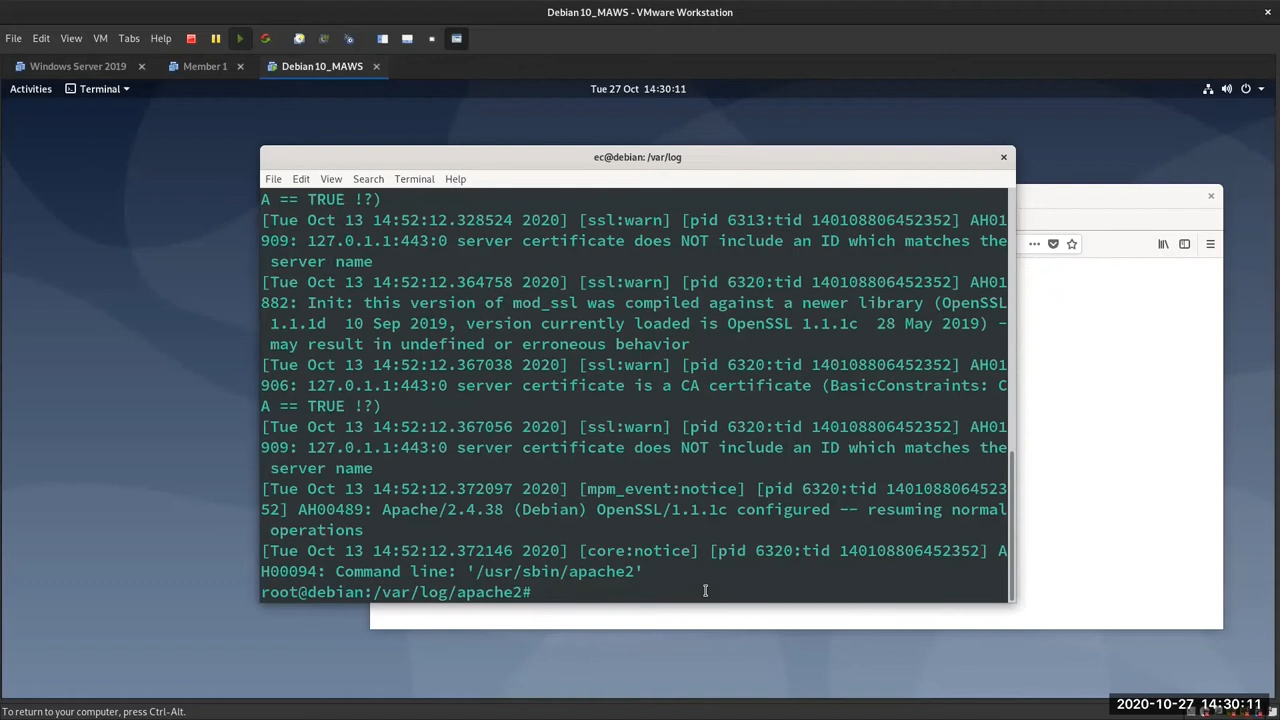 Debian10_MAWS - VMware Workstation
File Edit View VM Tabs Help
Windows Server 2019 Member 1 Debian10_MAWS
Activities Terminal Tue 27 Oct 14:30:11
ec@debian: /var/log
File Edit View Search Terminal Help
A == TRUE !?)
[Tue Oct 13 14:52:12.328524 2020] [ssl:warn] [pid 6313:tid 140108806452352] AH01
909: 127.0.1.1:443:0 server certificate does NOT include an ID which matches the
 server name
[Tue Oct 13 14:52:12.364758 2020] [ssl:warn] [pid 6320:tid 140108806452352] AH01
882: Init: this version of mod_ssl was compiled against a newer library (OpenSSL
 1.1.1d  10 Sep 2019, version currently loaded is OpenSSL 1.1.1c  28 May 2019) -
 may result in undefined or erroneous behavior
[Tue Oct 13 14:52:12.367038 2020] [ssl:warn] [pid 6320:tid 140108806452352] AH01
906: 127.0.1.1:443:0 server certificate is a CA certificate (BasicConstraints: C
A == TRUE !?)
[Tue Oct 13 14:52:12.367056 2020] [ssl:warn] [pid 6320:tid 140108806452352] AH01
909: 127.0.1.1:443:0 server certificate does NOT include an ID which matches the
 server name
[Tue Oct 13 14:52:12.372097 2020] [mpm_event:notice] [pid 6320:tid 1401088064523
52] AH00489: Apache/2.4.38 (Debian) OpenSSL/1.1.1c configured -- resuming normal
 operations
[Tue Oct 13 14:52:12.372146 2020] [core:notice] [pid 6320:tid 140108806452352] A
H00094: Command line: '/usr/sbin/apache2'
root@debian:/var/log/apache2#
To return to your computer, press Ctrl-Alt.
2020-10-27 14:30:11